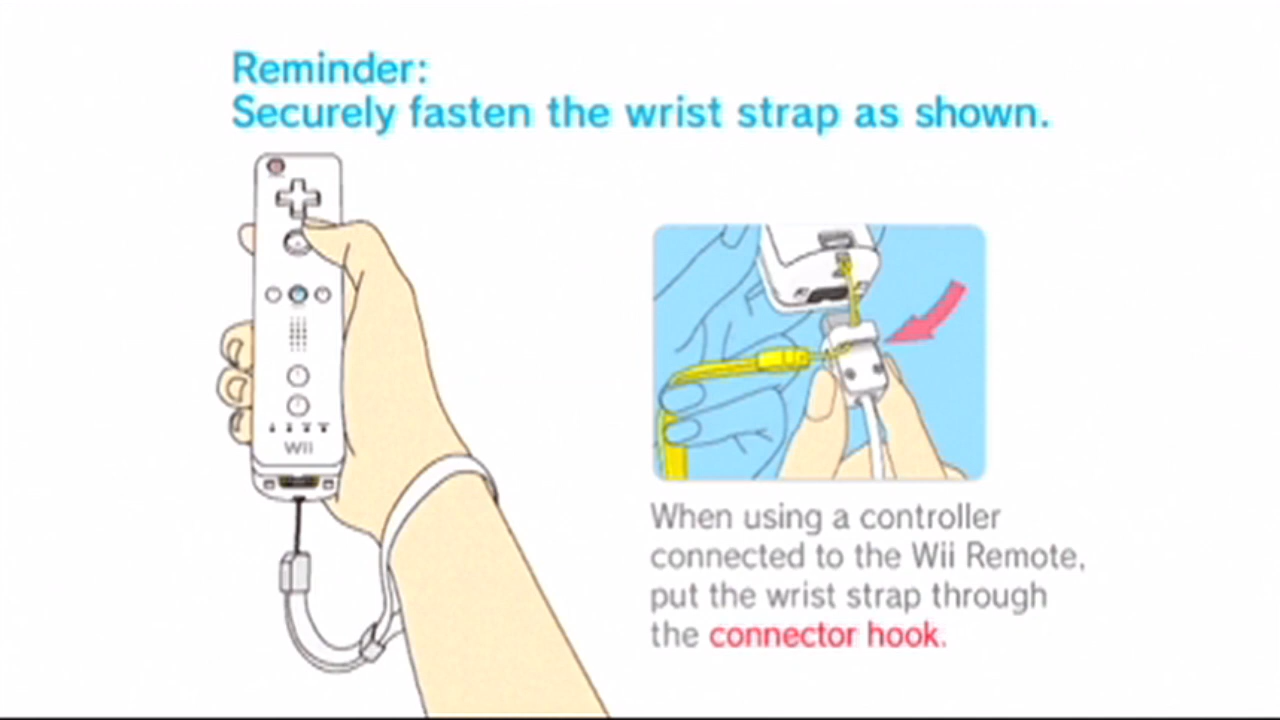 Reminder:
Securely fasten the wrist strap as shown.
Wii
When using a controller
connected to the Wii Remote,
put the wrist strap through
the connector hook.